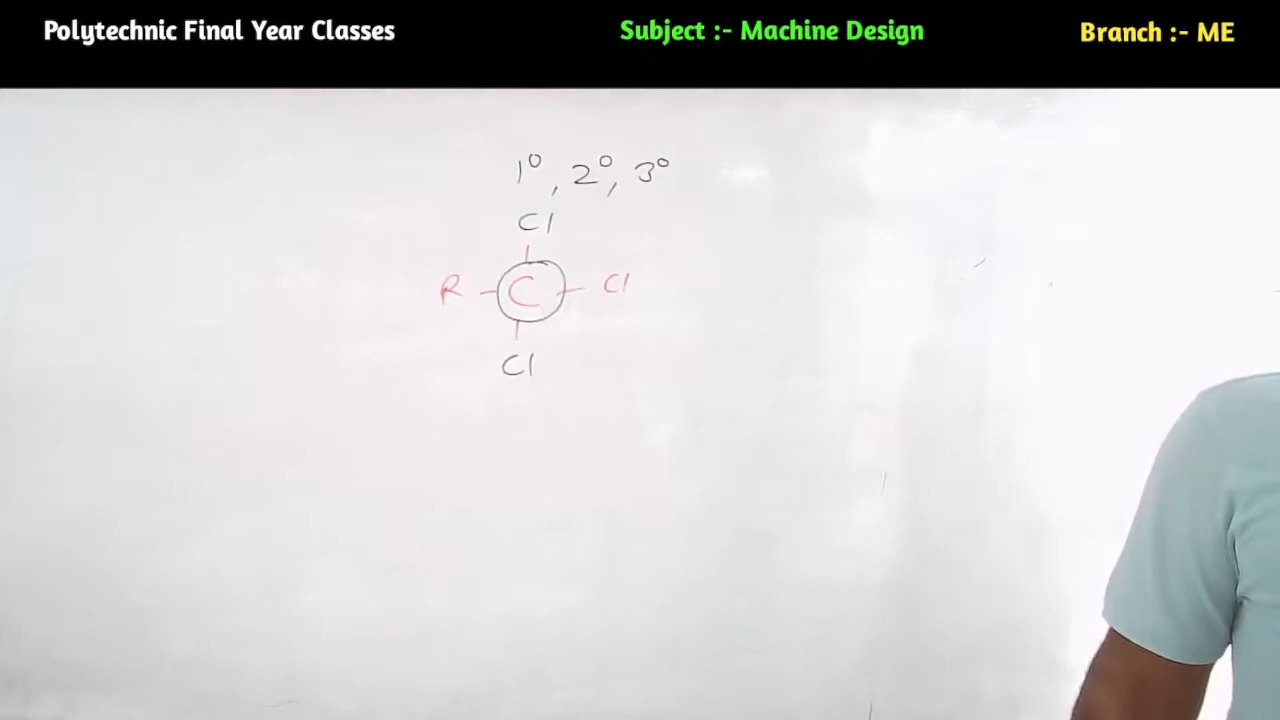 Polytechnic Final Year Classes
Subject :- Machine Design
Branch :- ME
1°, 2°, 3°
Cl
R - C - Cl
Cl